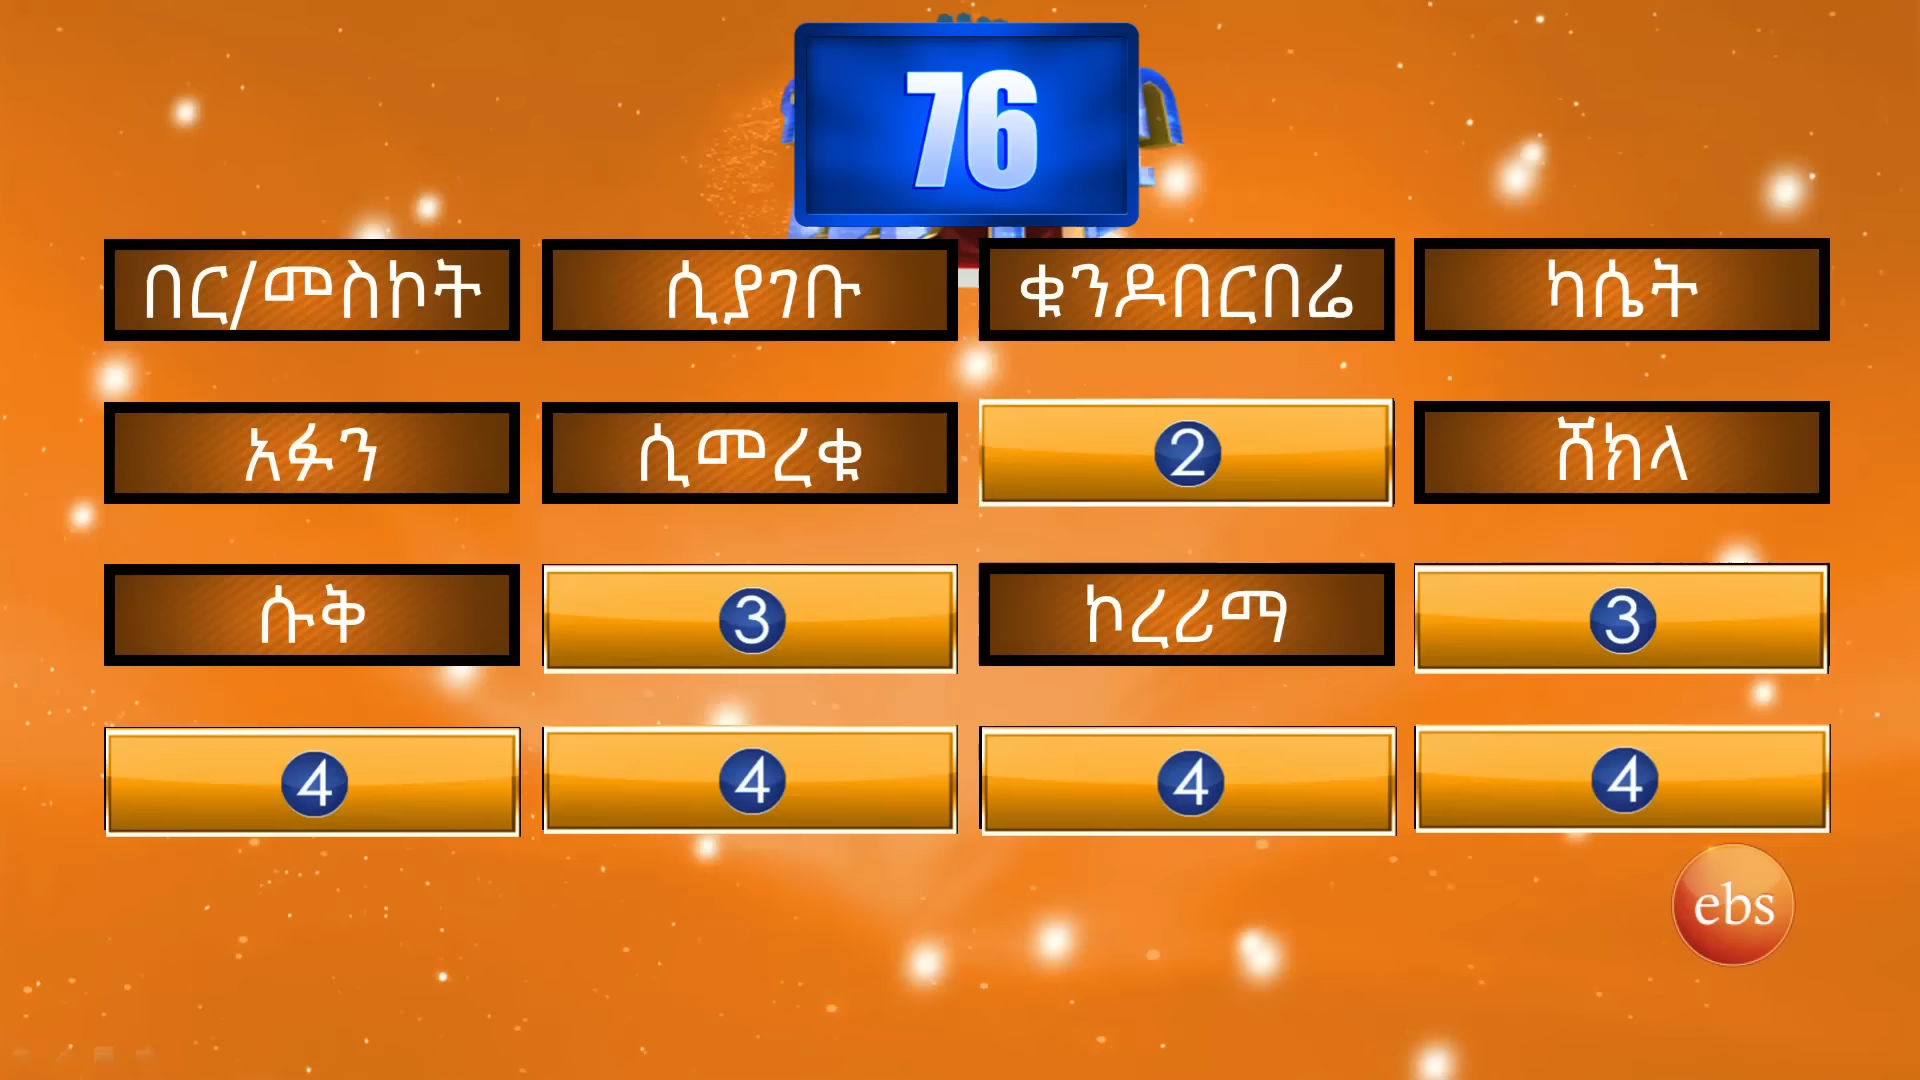 76
በር/መስኮት
ሲያገቡ
ቁንዶበርበሬ
ካሴት
አፉን
ሲመረቁ
2
ሸክላ
ሱቅ
3
ኮረሪማ
3
4
4
4
4
ebs